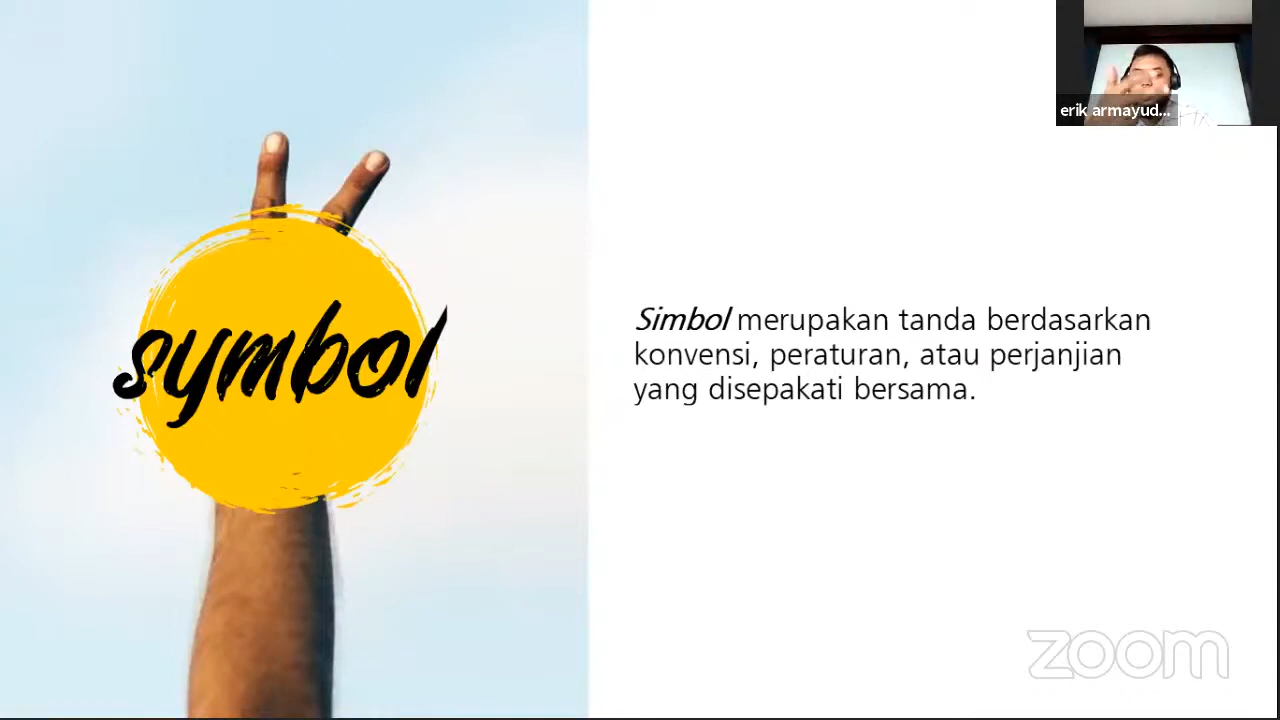 erik armayud...
symbol
Simbol merupakan tanda berdasarkan
konvensi, peraturan, atau perjanjian
yang disepakati bersama.
zoom